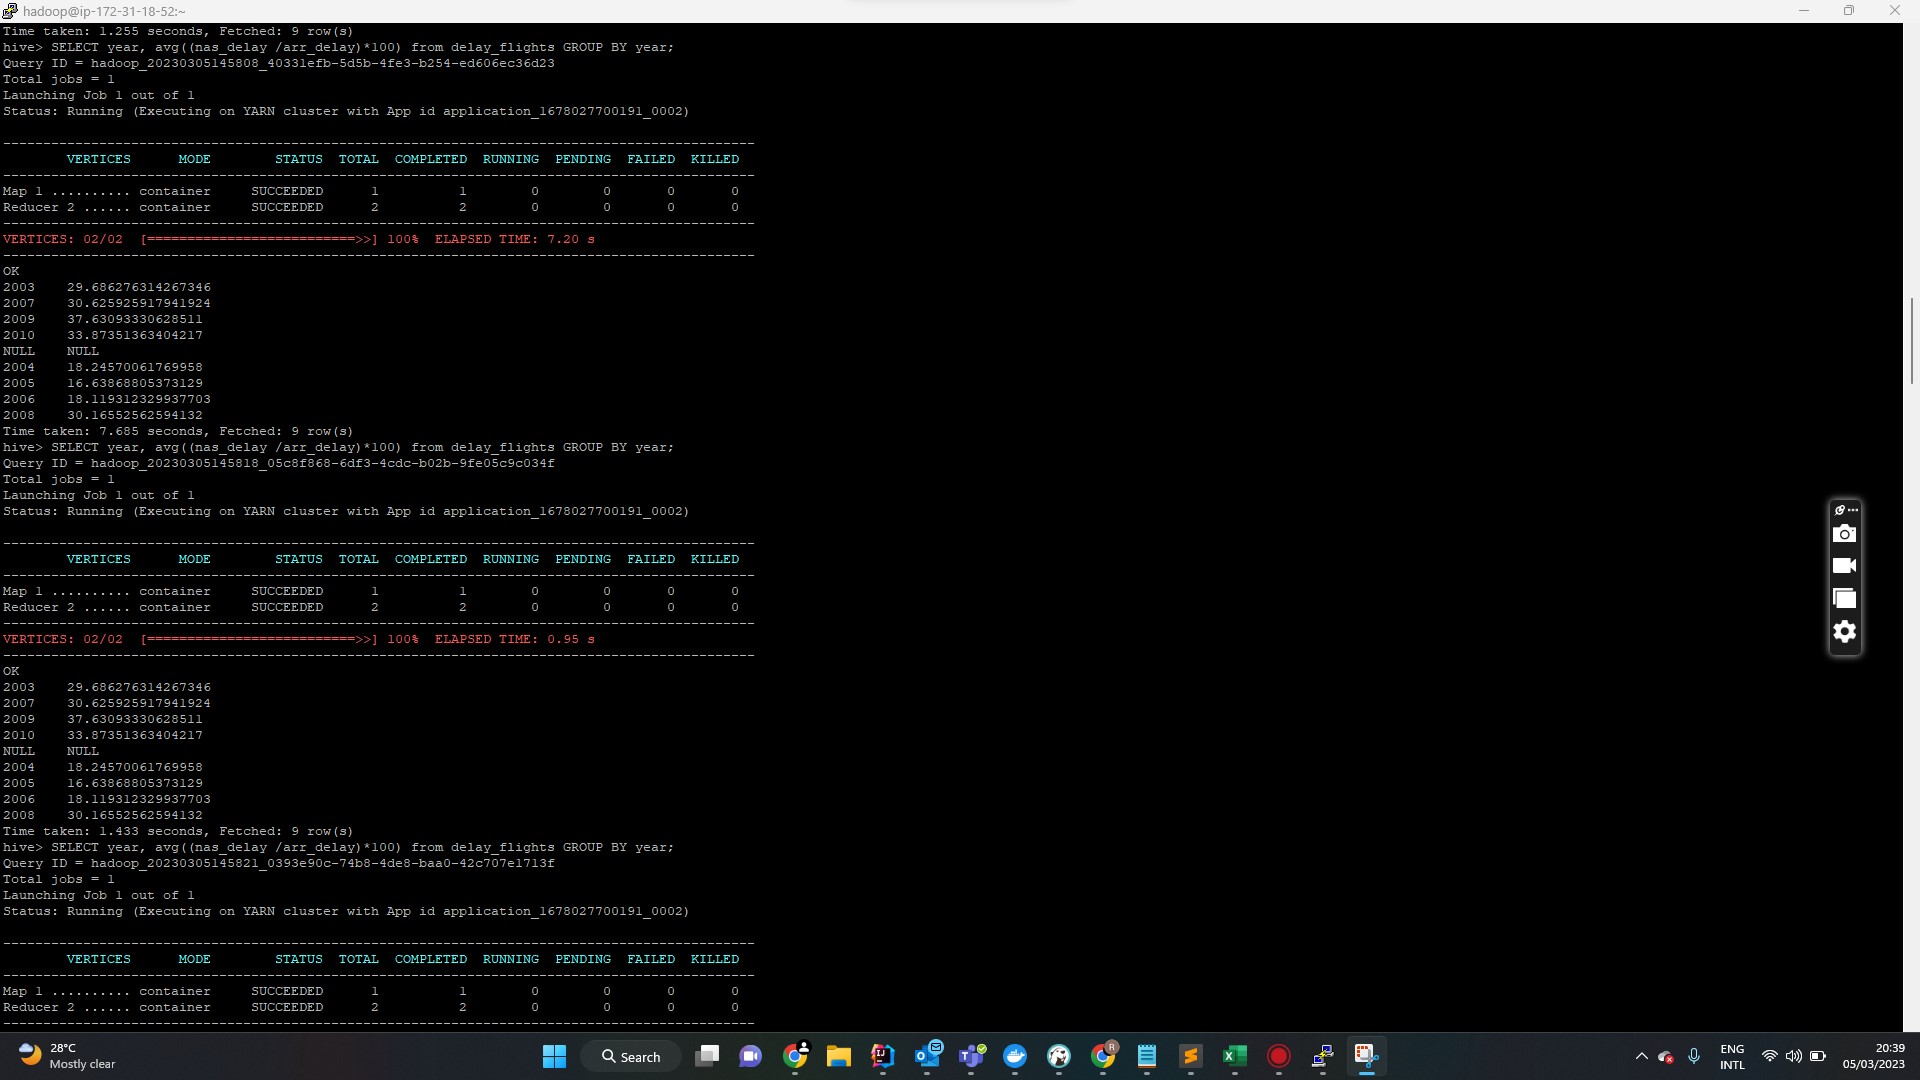 hadoop@ip-172-31-18-52:~
Time taken: 1.255 seconds, Fetched: 9 row(s)
hive> SELECT year, avg((nas_delay /arr_delay)*100) from delay_flights GROUP BY year;
Query ID = hadoop_20230305145808_40331efb-5d5b-4fe3-b254-ed606ec36d23
Total jobs = 1
Launching Job 1 out of 1
Status: Running (Executing on YARN cluster with App id application_1678027700191_0002)
----------------------------------------------------------------------------------------------
        VERTICES      MODE        STATUS  TOTAL  COMPLETED  RUNNING  PENDING  FAILED  KILLED
----------------------------------------------------------------------------------------------
Map 1 .......... container     SUCCEEDED      1          1        0        0       0       0
Reducer 2 ...... container     SUCCEEDED      2          2        0        0       0       0
----------------------------------------------------------------------------------------------
VERTICES: 02/02  [==========================>>] 100%  ELAPSED TIME: 7.20 s
----------------------------------------------------------------------------------------------
OK
2003    29.686276314267346
2007    30.625925917941924
2009    37.63093330628511
2010    33.87351363404217
NULL    NULL
2004    18.24570061769958
2005    16.63868805373129
2006    18.119312329937703
2008    30.16552562594132
Time taken: 7.685 seconds, Fetched: 9 row(s)
hive> SELECT year, avg((nas_delay /arr_delay)*100) from delay_flights GROUP BY year;
Query ID = hadoop_20230305145818_05c8f868-6df3-4cdc-b02b-9fe05c9c034f
Total jobs = 1
Launching Job 1 out of 1
Status: Running (Executing on YARN cluster with App id application_1678027700191_0002)
----------------------------------------------------------------------------------------------
        VERTICES      MODE        STATUS  TOTAL  COMPLETED  RUNNING  PENDING  FAILED  KILLED
----------------------------------------------------------------------------------------------
Map 1 .......... container     SUCCEEDED      1          1        0        0       0       0
Reducer 2 ...... container     SUCCEEDED      2          2        0        0       0       0
----------------------------------------------------------------------------------------------
VERTICES: 02/02  [==========================>>] 100%  ELAPSED TIME: 0.95 s
----------------------------------------------------------------------------------------------
OK
2003    29.686276314267346
2007    30.625925917941924
2009    37.63093330628511
2010    33.87351363404217
NULL    NULL
2004    18.24570061769958
2005    16.63868805373129
2006    18.119312329937703
2008    30.16552562594132
Time taken: 1.433 seconds, Fetched: 9 row(s)
hive> SELECT year, avg((nas_delay /arr_delay)*100) from delay_flights GROUP BY year;
Query ID = hadoop_20230305145821_0393e90c-74b8-4de8-baa0-42c707e1713f
Total jobs = 1
Launching Job 1 out of 1
Status: Running (Executing on YARN cluster with App id application_1678027700191_0002)
----------------------------------------------------------------------------------------------
        VERTICES      MODE        STATUS  TOTAL  COMPLETED  RUNNING  PENDING  FAILED  KILLED
----------------------------------------------------------------------------------------------
Map 1 .......... container     SUCCEEDED      1          1        0        0       0       0
Reducer 2 ...... container     SUCCEEDED      2          2        0        0       0       0
----------------------------------------------------------------------------------------------
28°C
Mostly clear
Search
ENG
INTL
20:39
05/03/2023